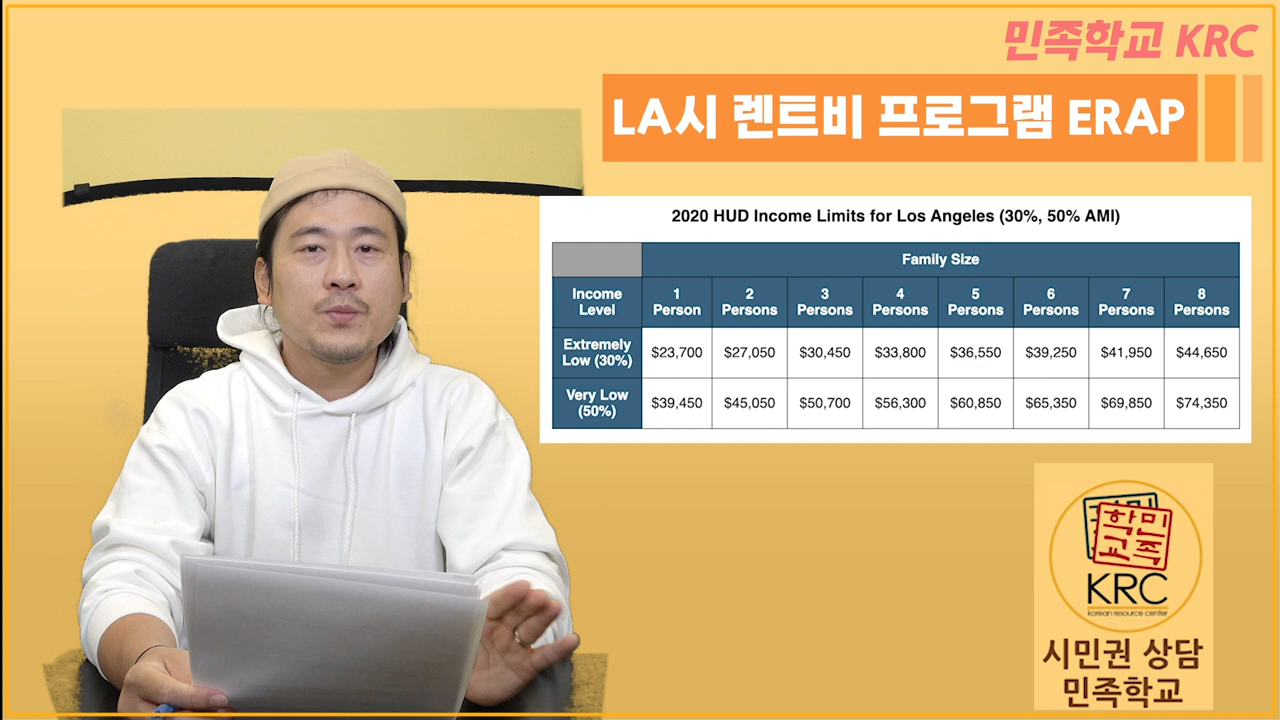 민족학교 KRC
LA시 렌트비 프로그램 ERAP
2020 HUD Income Limits for Los Angeles (30%, 50% AMI)
Family Size
Income Level 1 Person 2 Persons 3 Persons 4 Persons 5 Persons 6 Persons 7 Persons 8 Persons
Extremely Low (30%) $23,700 $27,050 $30,450 $33,800 $36,550 $39,250 $41,950 $44,650
Very Low (50%) $39,450 $45,050 $50,700 $56,300 $60,850 $65,350 $69,850 $74,350
학민
교족
KRC
korean resource center
시민권 상담
민족학교